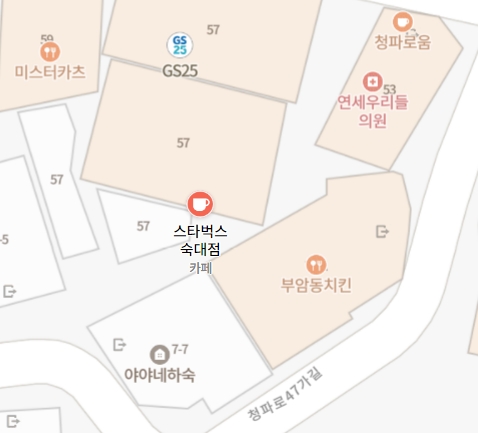 59
미스터카츠
57
GS
25
GS25
청파로움
53
연세우리들
의원
57
57
57
스타벅스
숙대점
카페
-5
부암동치킨
7-7
야야네하숙
청파로47가길